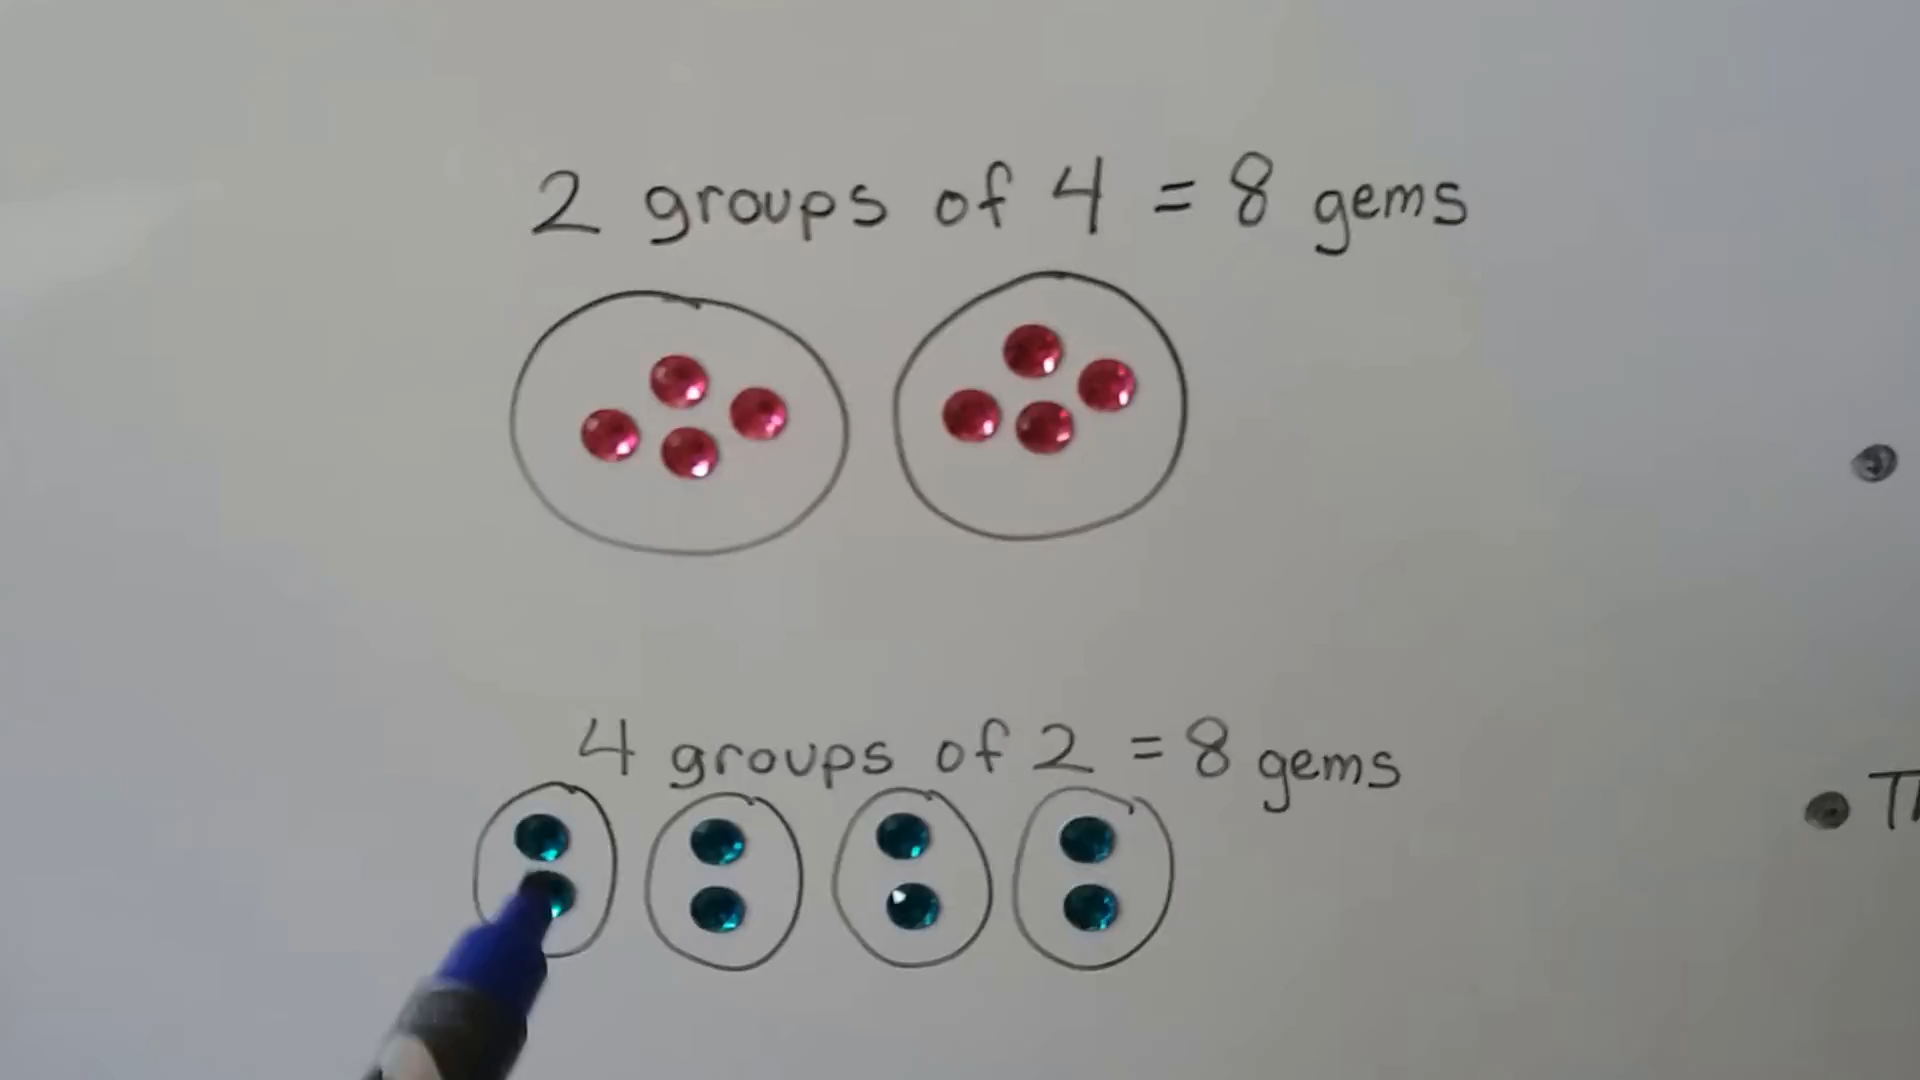 2 groups of 4 = 8 gems
4 groups of 2 = 8 gems